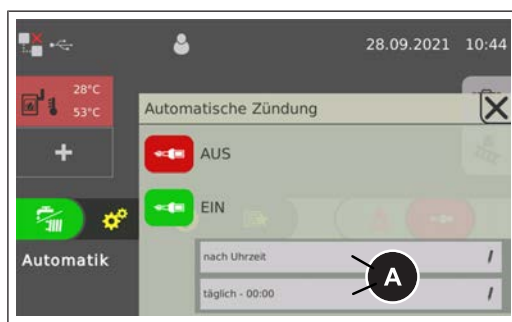 28.09.2021 10:44
28°C
53°C
Automatische Zündung
+
AUS
EIN
Automatik
nach Uhrzeit
täglich - 00:00
A